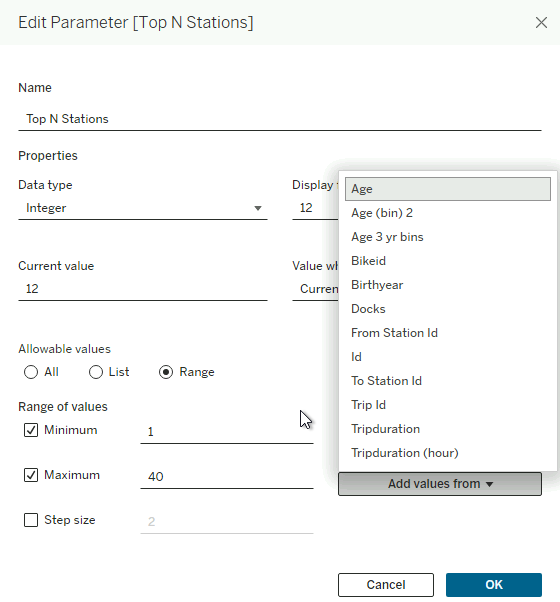 Edit Parameter [Top N Stations]
Name
Top N Stations
Properties
Data type
Display
Integer
12
Current value
Value wh
12
Curren
Allowable values
All
List
Range
Range of values
Minimum
1
Maximum
40
Step size
2
Age
Age (bin) 2
Age 3 yr bins
Bikeid
Birthyear
Docks
From Station Id
Id
To Station Id
Trip Id
Tripduration
Tripduration (hour)
Add values from
Cancel
OK